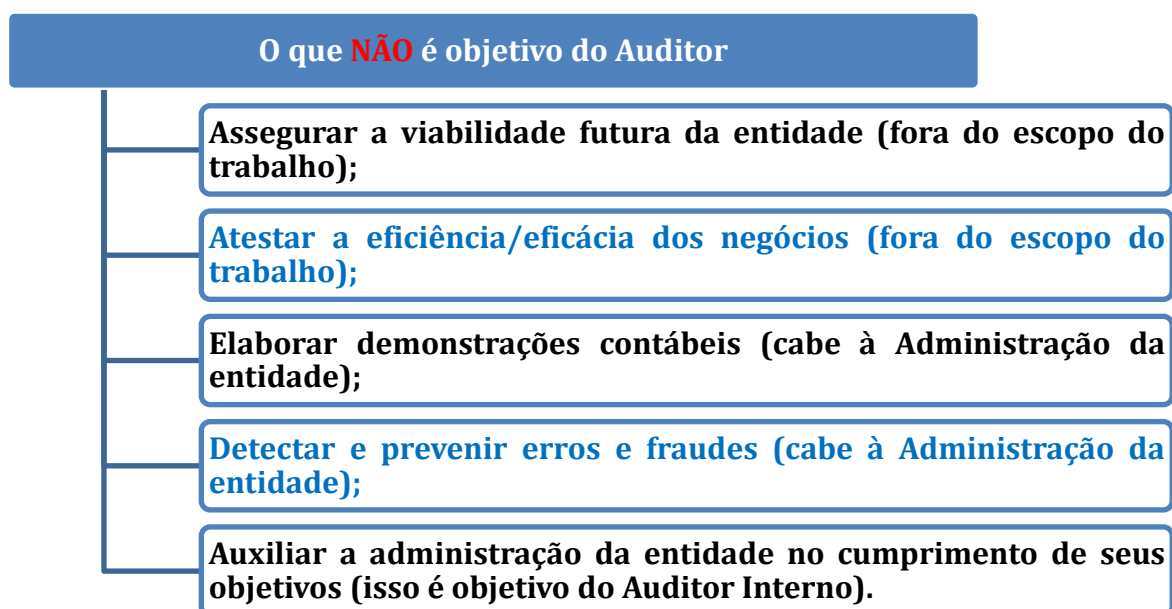 O que NÃO é objetivo do Auditor
Assegurar a viabilidade futura da entidade (fora do escopo do
trabalho);
Atestar a eficiência/eficácia dos negócios (fora do escopo do
trabalho);
Elaborar demonstrações contábeis (cabe à Administração da
entidade);
Detectar e prevenir erros e fraudes (cabe à Administração da
entidade);
Auxiliar a administração da entidade no cumprimento de seus
objetivos (isso é objetivo do Auditor Interno).